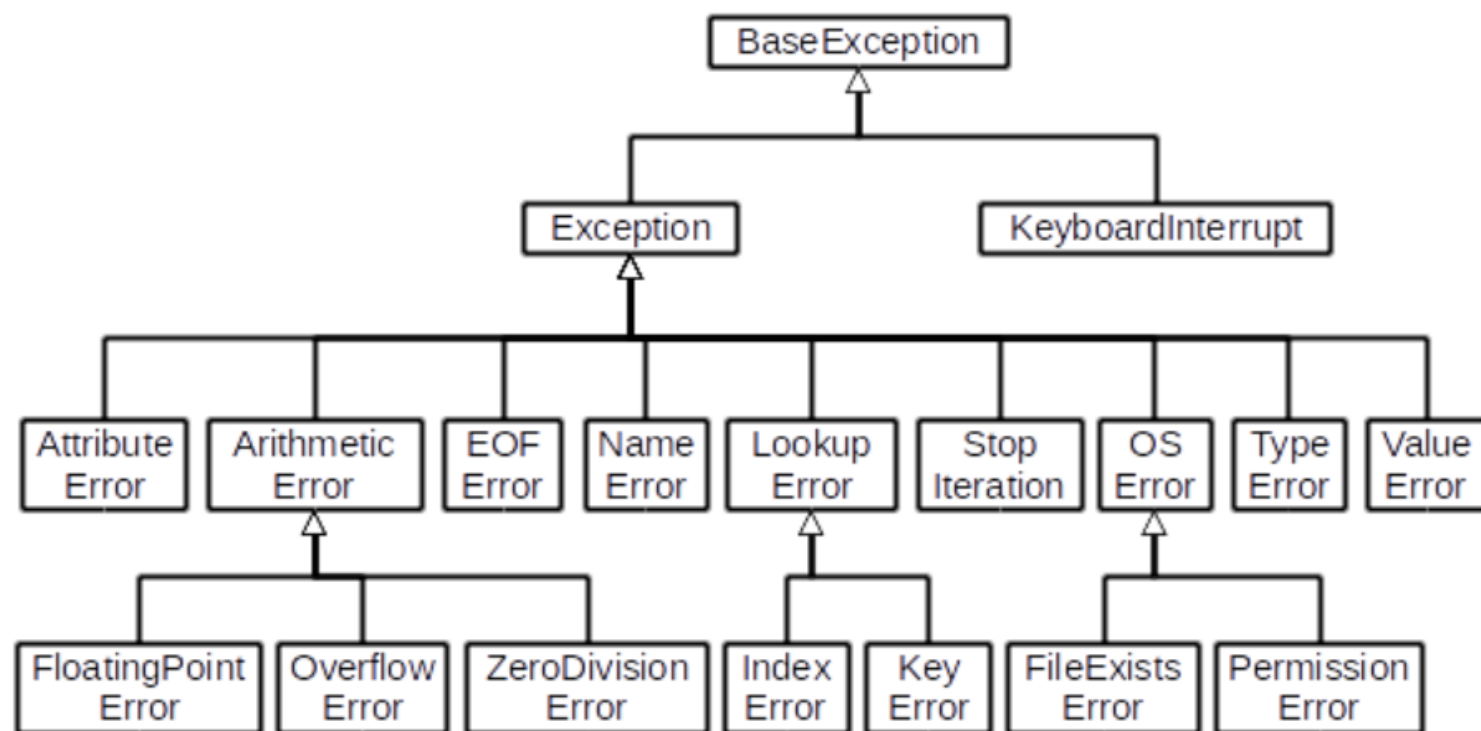 BaseException
Exception
KeyboardInterrupt
Attribute
Error
Arithmetic
Error
EOF
Error
Name
Error
Lookup
Error
Stop
Iteration
OS
Error
Type
Error
Value
Error
FloatingPoint
Error
Overflow
Error
ZeroDivision
Error
Index
Error
Key
Error
FileExists
Error
Permission
Error